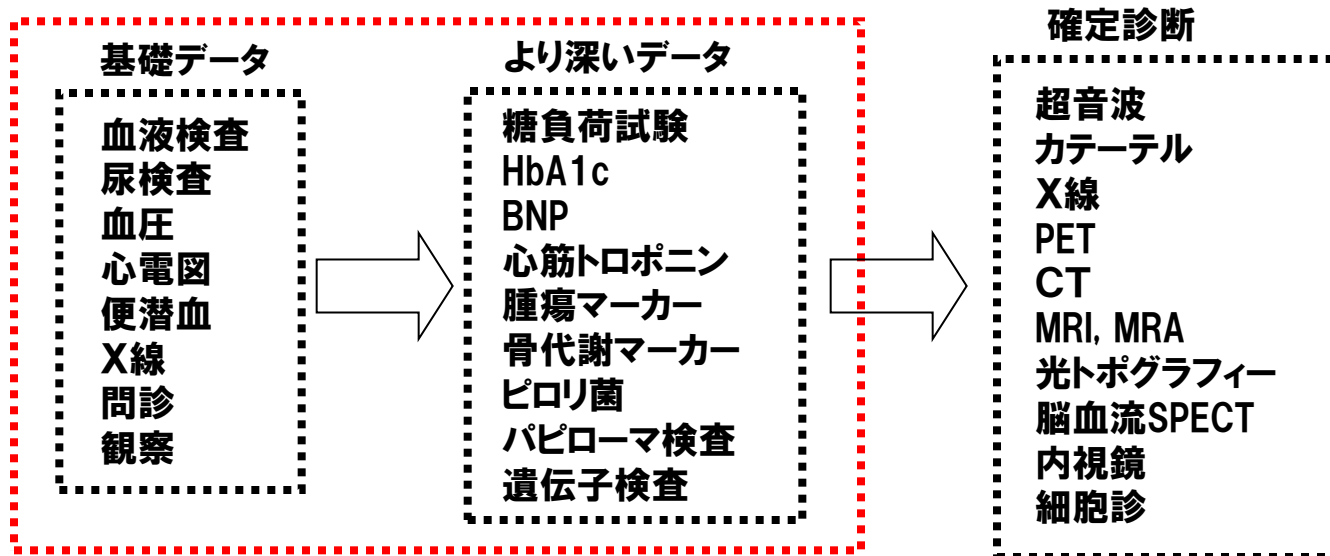 基礎データ
血液検査
尿検査
血圧
心電図
便潜血
X線
問診
観察
より深いデータ
糖負荷試験
HbA1c
BNP
心筋トロポニン
腫瘍マーカー
骨代謝マーカー
ピロリ菌
パピローマ検査
遺伝子検査
確定診断
超音波
カテーテル
X線
PET
CT
MRI, MRA
光トポグラフィー
脳血流SPECT
内視鏡
細胞診